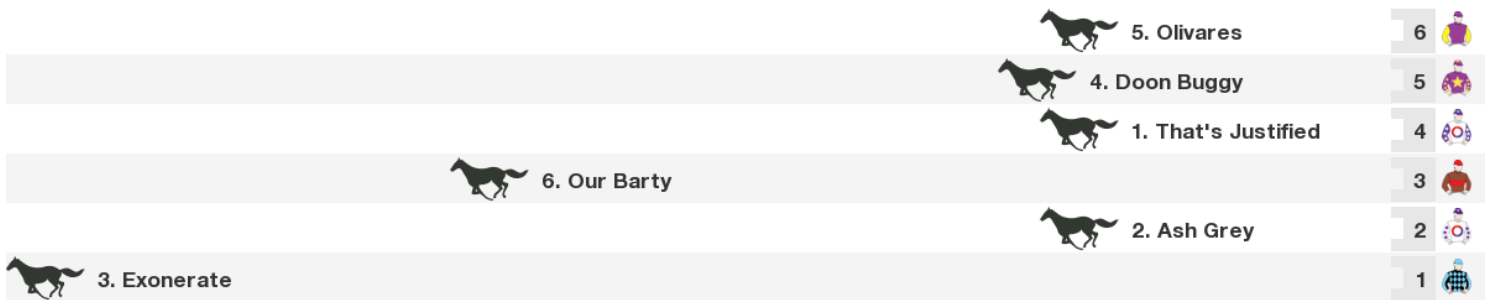 5. Olivares 6
4. Doon Buggy 5
1. That's Justified 4
6. Our Barty 3
2. Ash Grey 2
3. Exonerate 1